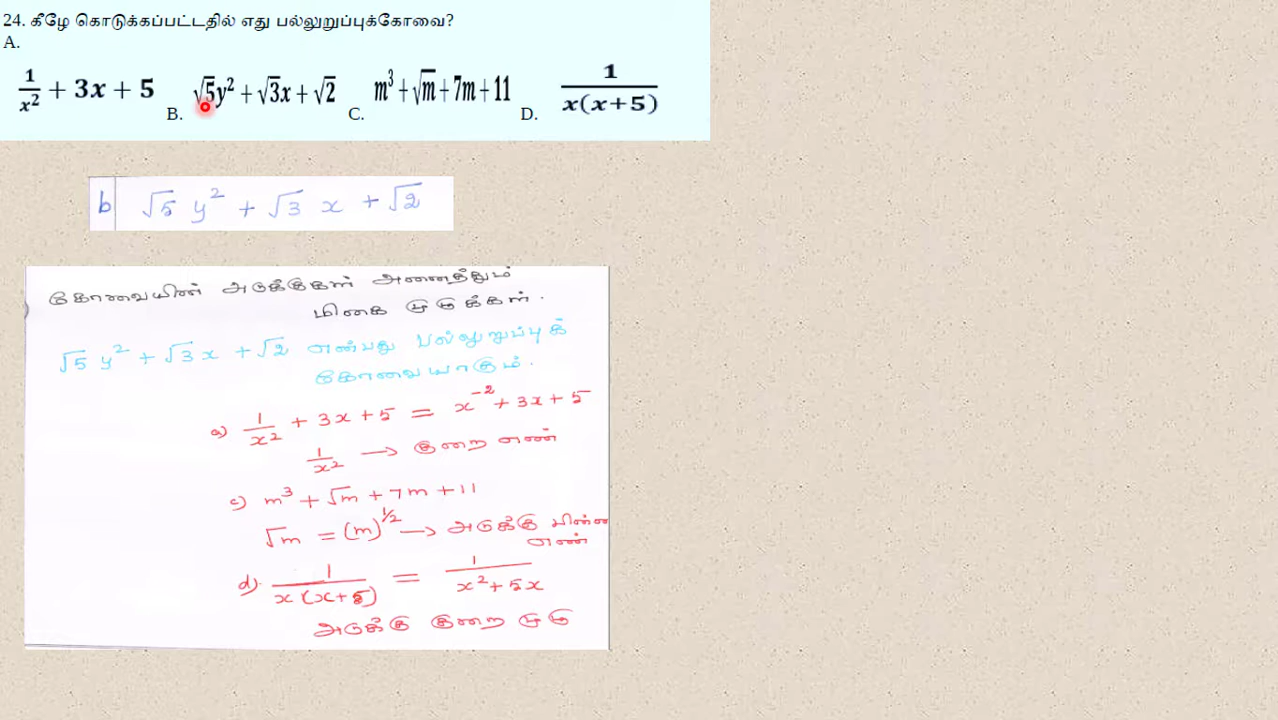 24. கீழே கொடுக்கப்பட்டதில் எது பல்லுறுப்புக்கோவை?
A.
1/x² + 3x + 5 B. √5y² + √3x + √2 C. m³ + √m + 7m + 11 D. 1/x(x+5)
b √5 y² + √3 x + √2
கோவையின் அடுக்குகள் அனைத்தும்
மிகை முழுக்கள்.
√5 y² + √3 x + √2 என்பது பல்லுறுப்புக்
கோவையாகும்.
a) 1/x² + 3x + 5 = x⁻² + 3x + 5
1/x² → குறை எண்
c) m³ + √m + 7m + 11
√m = (m)^1/2 → அடுக்கு பின்ன
எண்
d) 1/x(x+5) = 1/x² + 5x
அடுக்கு குறை முழு